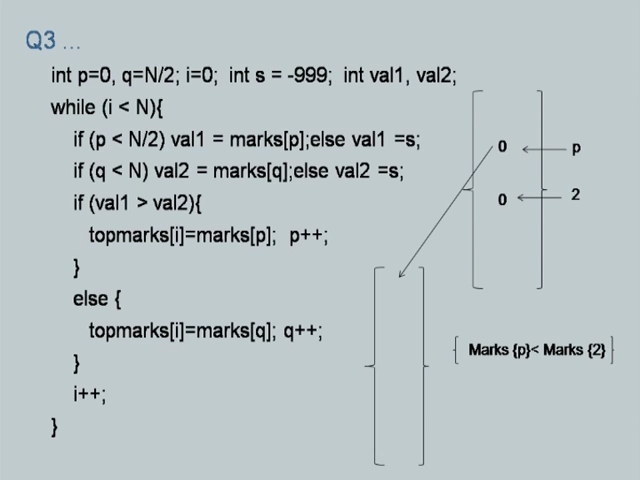 Q3 ...
int p=0, q=N/2; i=0; int s = -999; int val1, val2;
while (i < N){
if (p < N/2) val1 = marks[p];else val1 =s;
if (q < N) val2 = marks[q];else val2 =s;
if (val1 > val2){
topmarks[i]=marks[p]; p++;
}
else {
topmarks[i]=marks[q]; q++;
}
i++;
}
0 p
0 2
{ Marks {p}< Marks {2} }